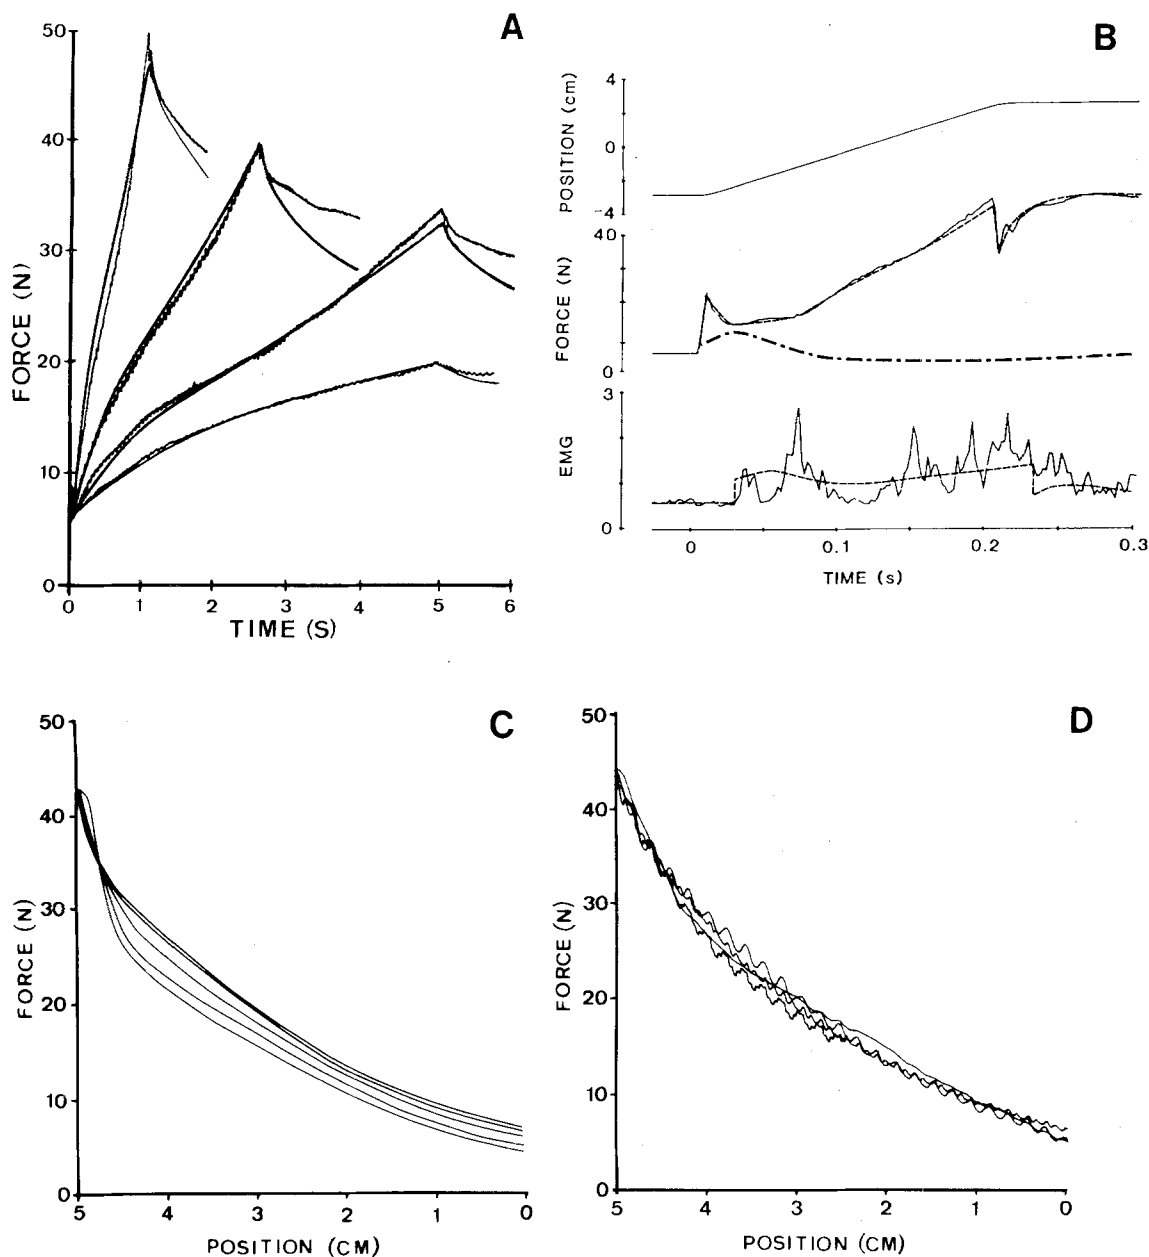 A
50
40
30
20
10
0
FORCE (N)
0 1 2 3 4 5 6
TIME (S)
B
4
0
-4
POSITION (cm)
40
0
FORCE (N)
3
0
EMG
0 0.1 0.2 0.3
TIME (s)
C
50
40
30
20
10
0
FORCE (N)
5 4 3 2 1 0
POSITION (CM)
D
50
40
30
20
10
0
FORCE (N)
5 4 3 2 1 0
POSITION (CM)